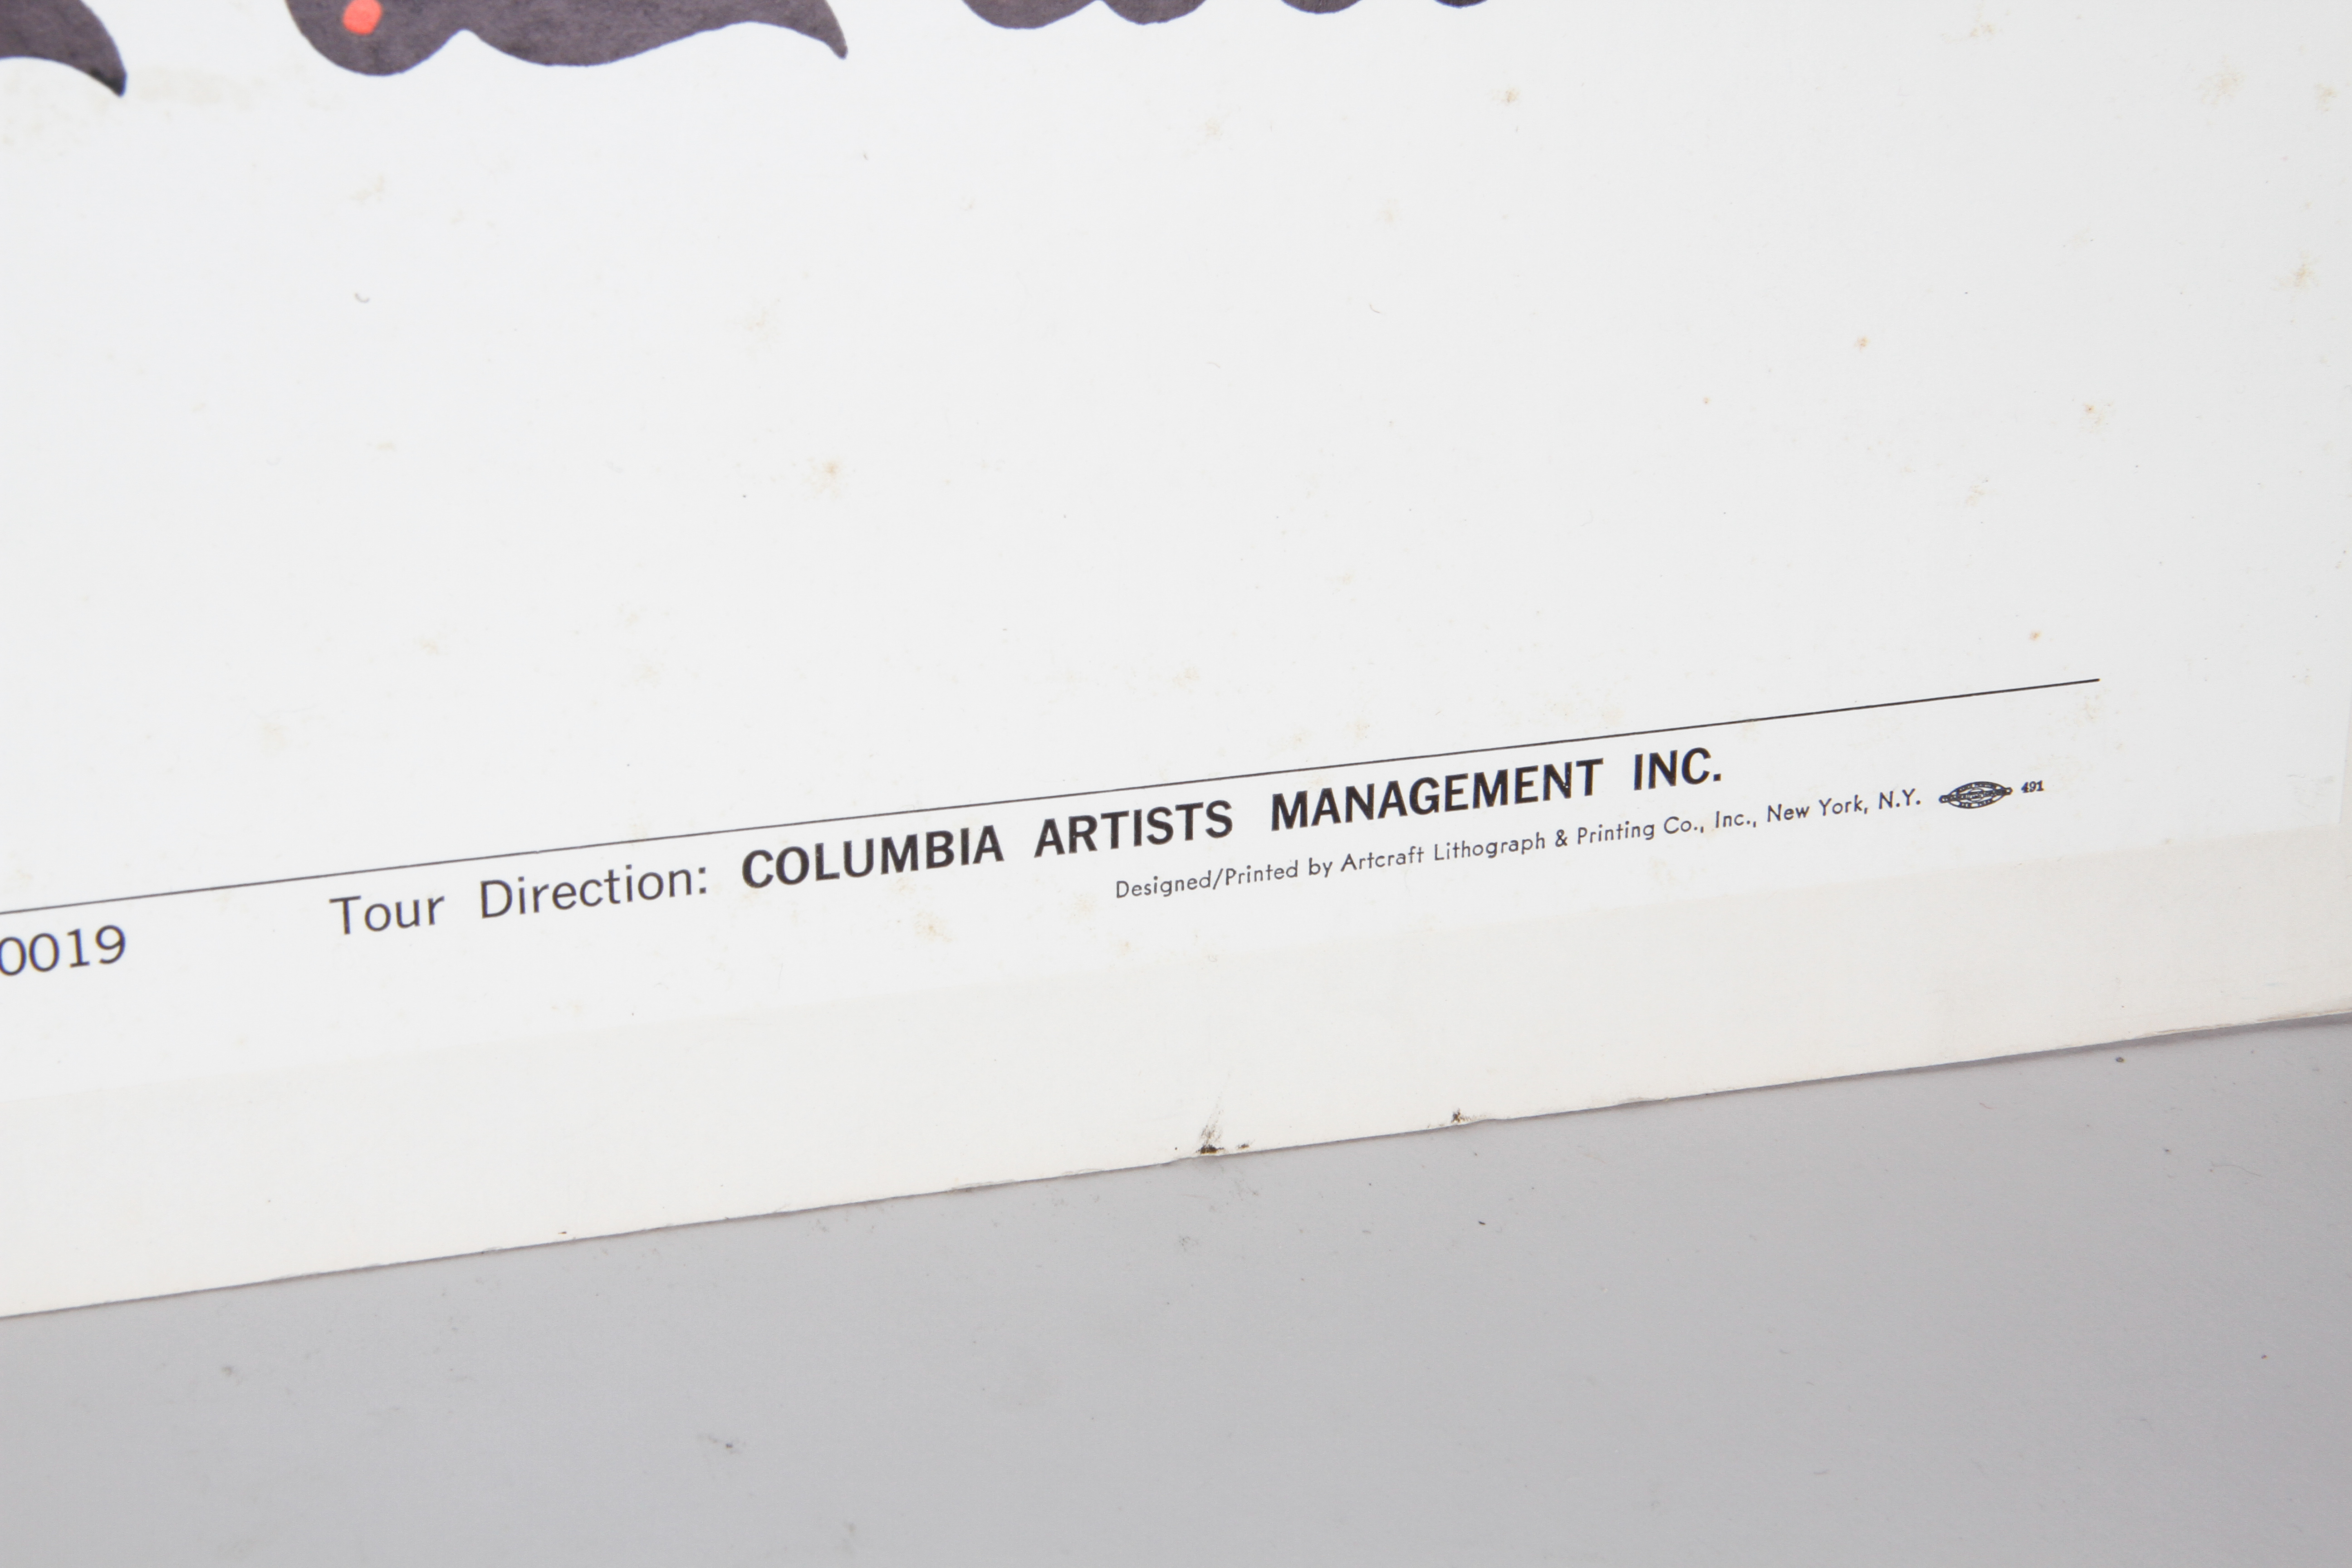 0019
Tour Direction: COLUMBIA ARTISTS MANAGEMENT INC.
Designed/Printed by Artcraft Lithograph & Printing Co., Inc., New York, N.Y. 491